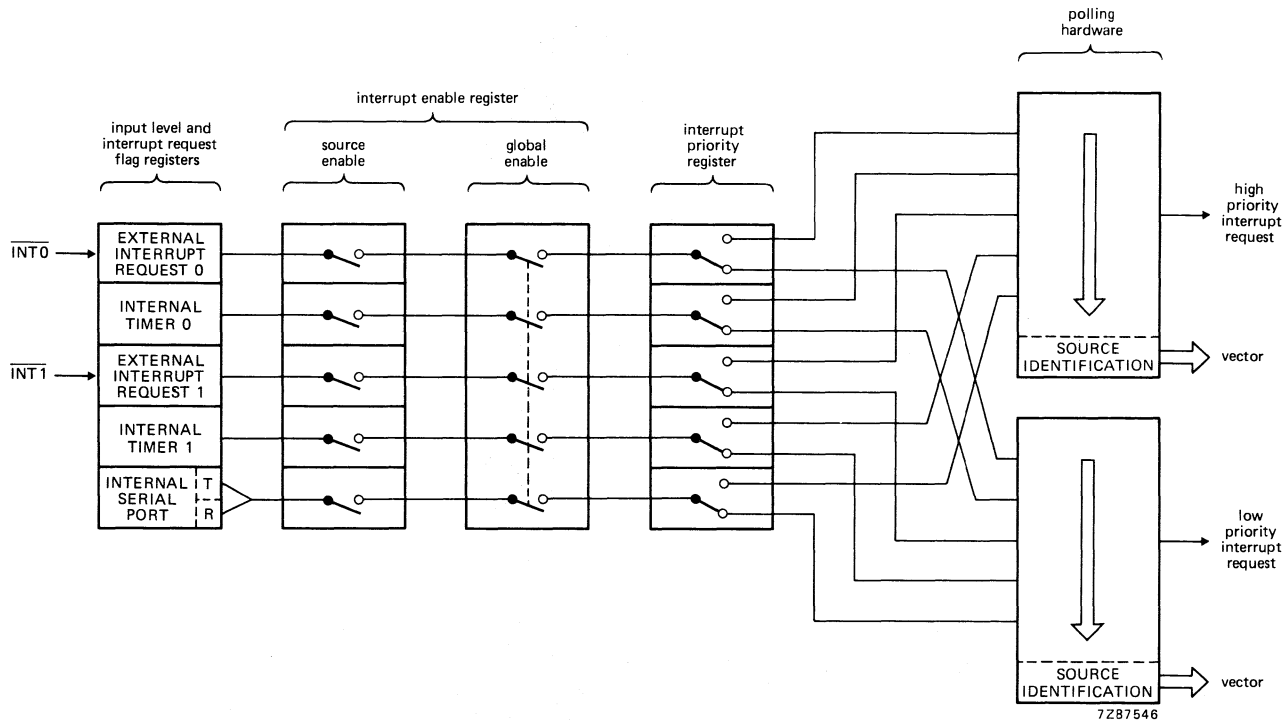 polling
hardware
interrupt enable register
input level and
interrupt request
flag registers
source
enable
global
enable
interrupt
priority
register
high
priority
interrupt
request
INT0
EXTERNAL
INTERRUPT
REQUEST 0
INTERNAL
TIMER 0
INT1
EXTERNAL
INTERRUPT
REQUEST 1
INTERNAL
TIMER 1
INTERNAL
SERIAL
PORT
T
R
SOURCE
IDENTIFICATION
vector
low
priority
interrupt
request
SOURCE
IDENTIFICATION
vector
7Z87546